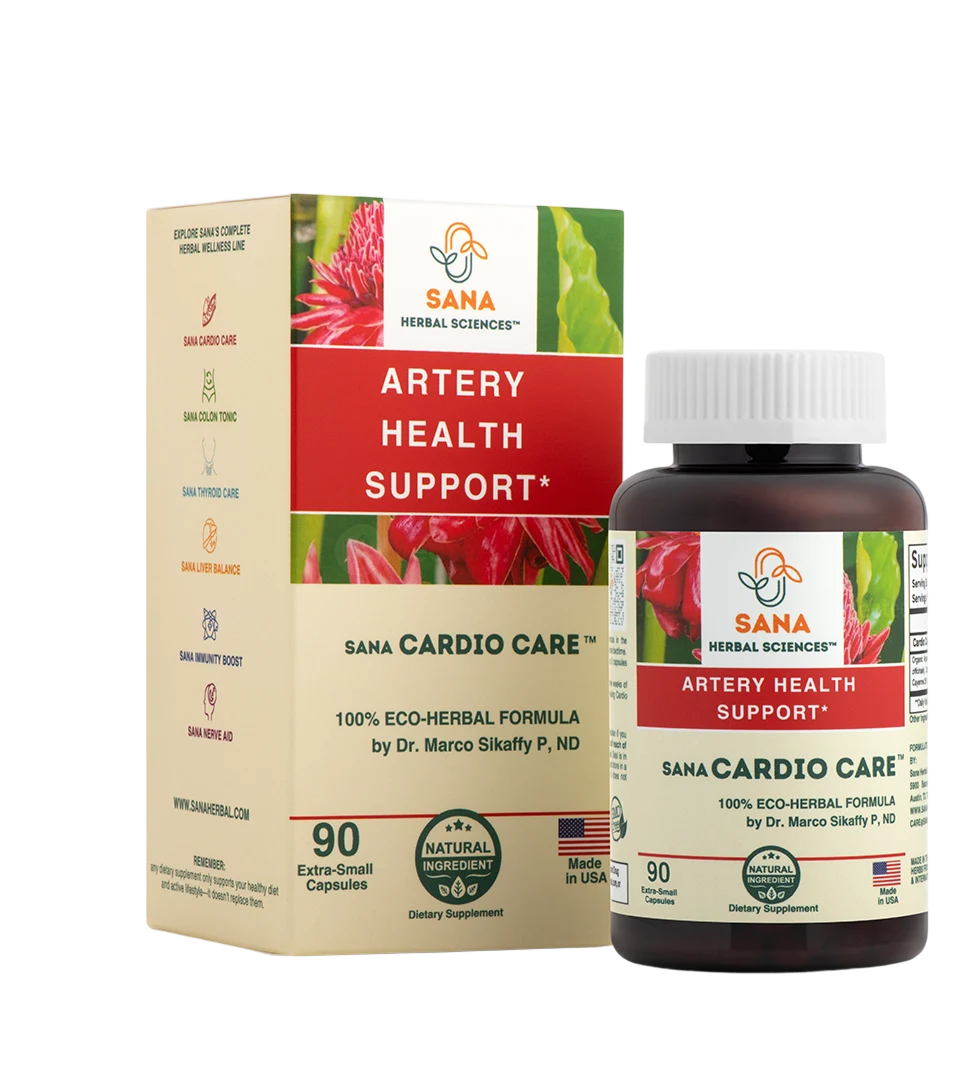 EXPLORE SANA'S COMPLETE
HERBAL WELLNESS LINE
SANA CARDIO CARE
SANA COLON TONIC
SANA THYROID CARE
SANA LIVER BALANCE
SANA IMMUNITY BOOST
SANA NERVE AID
WWW.SANAHERBAL.COM
REMEMBER:
any dietary supplement only supports your healthy diet
and active lifestyle—it doesn't replace them.
SANA
HERBAL SCIENCES™
ARTERY
HEALTH
SUPPORT*
SANA CARDIO CARE™
100% ECO-HERBAL FORMULA
by Dr. Marco Sikaffy P, ND
90
Extra-Small
Capsules
NATURAL
INGREDIENT
Dietary Supplement
Made
in USA
SANA
HERBAL SCIENCES™
ARTERY HEALTH
SUPPORT*
SANA CARDIO CARE™
100% ECO-HERBAL FORMULA
by Dr. Marco Sikaffy P, ND
90
Extra-Small
Capsules
NATURAL
INGREDIENT
Dietary Supplement
Made
in USA
Serving
Serving
Other
BY:
Austin,